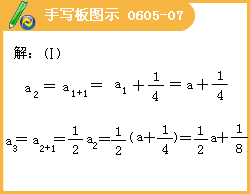 手写板图示 0605-07
解：(I)
a₂ = a₁₊₁ = a₁ + 1/4 = a + 1/4
a₃ = a₂₊₁ = 1/2 a₂ = 1/2 (a + 1/4) = 1/2 a + 1/8